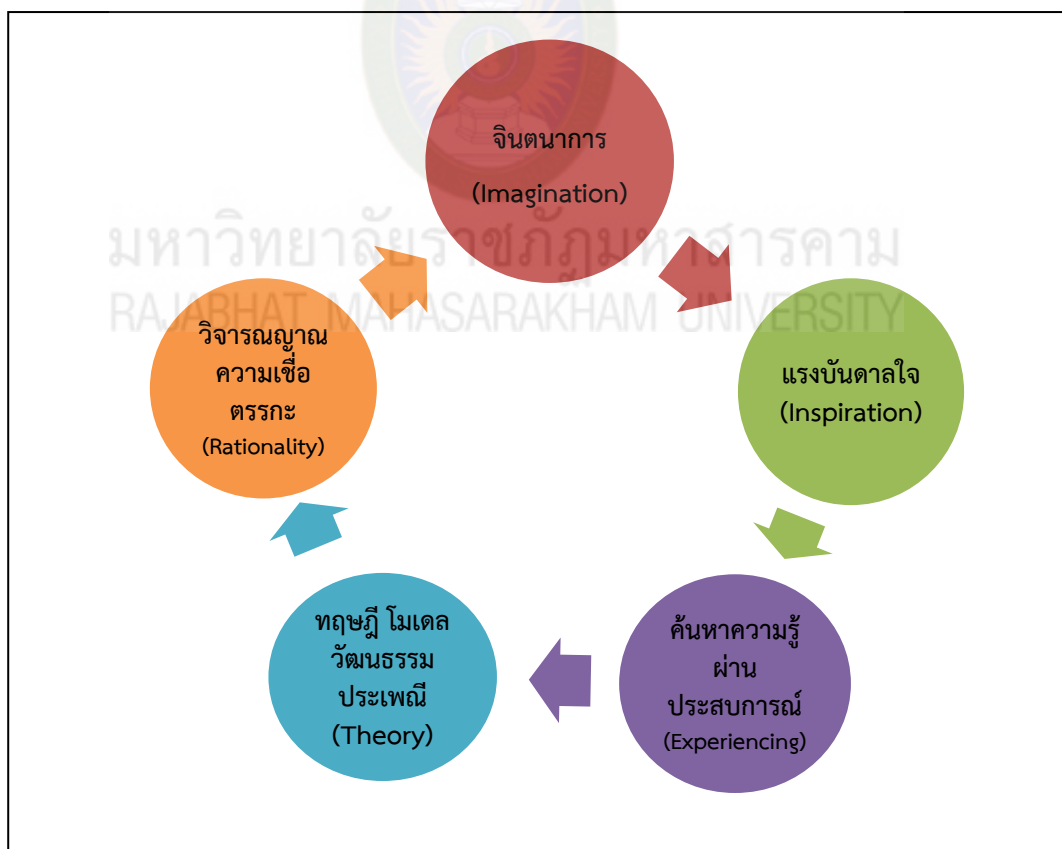 จินตนาการ
(Imagination)
มหาวิทยาลัยราชภัฏมหาสารคาม
RAJABHAT MAHASARAKHAM UNIVERSITY
แรงบันดาลใจ
(Inspiration)
ค้นหาความรู้
ผ่าน
ประสบการณ์
(Experiencing)
ทฤษฎี โมเดล
วัฒนธรรม
ประเพณี
(Theory)
วิจารณญาณ
ความเชื่อ
ตรรกะ
(Rationality)